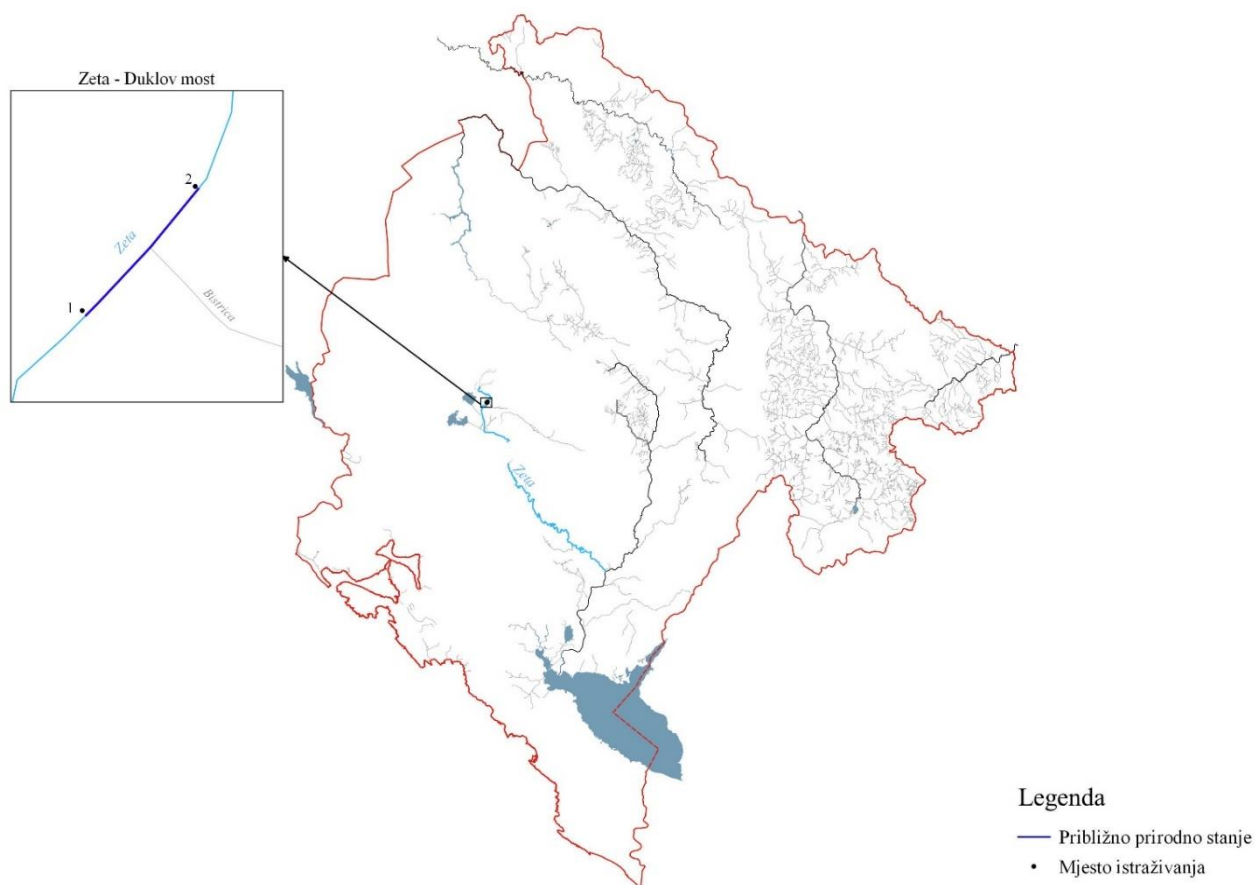 Zeta - Duklov most
2
Zeta
1
Bistrica
Zeta
Legenda
Približno prirodno stanje
Mjesto istraživanja